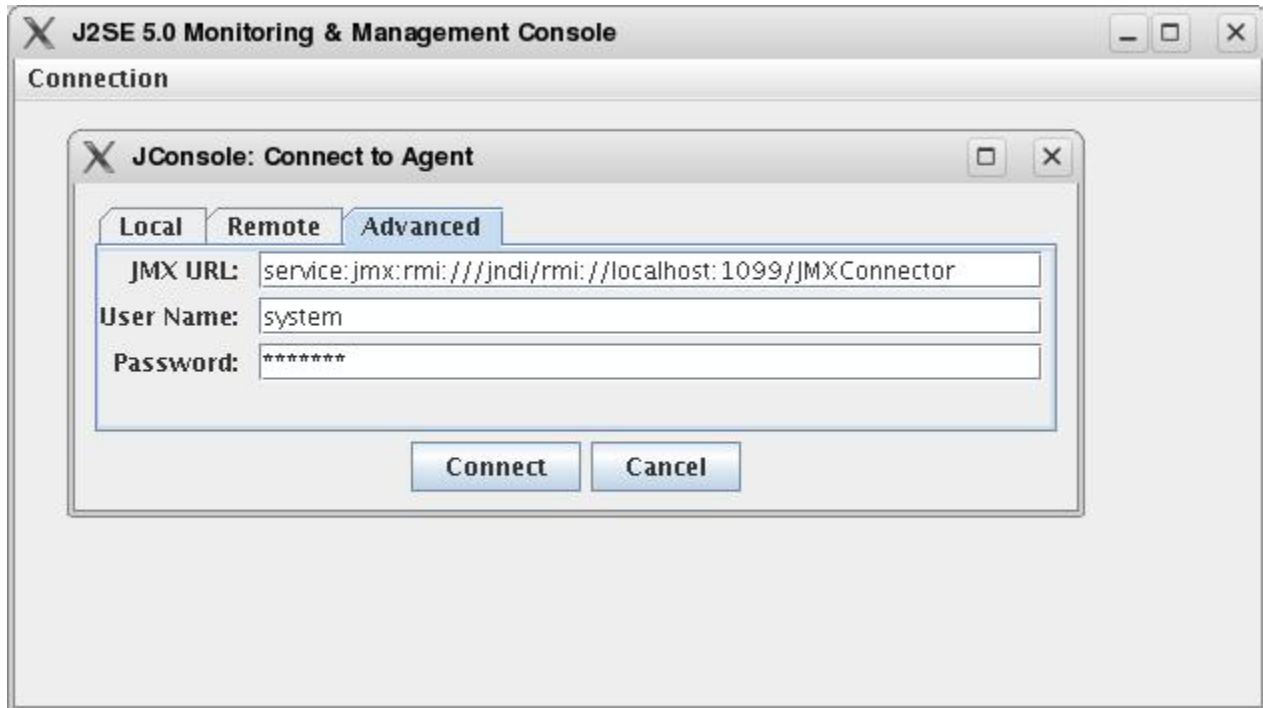 J2SE 5.0 Monitoring & Management Console
Connection
JConsole: Connect to Agent
Local Remote Advanced
JMX URL: service:jmx:rmi:///jndi/rmi://localhost:1099/JMXConnector
User Name: system
Password: *******
Connect Cancel